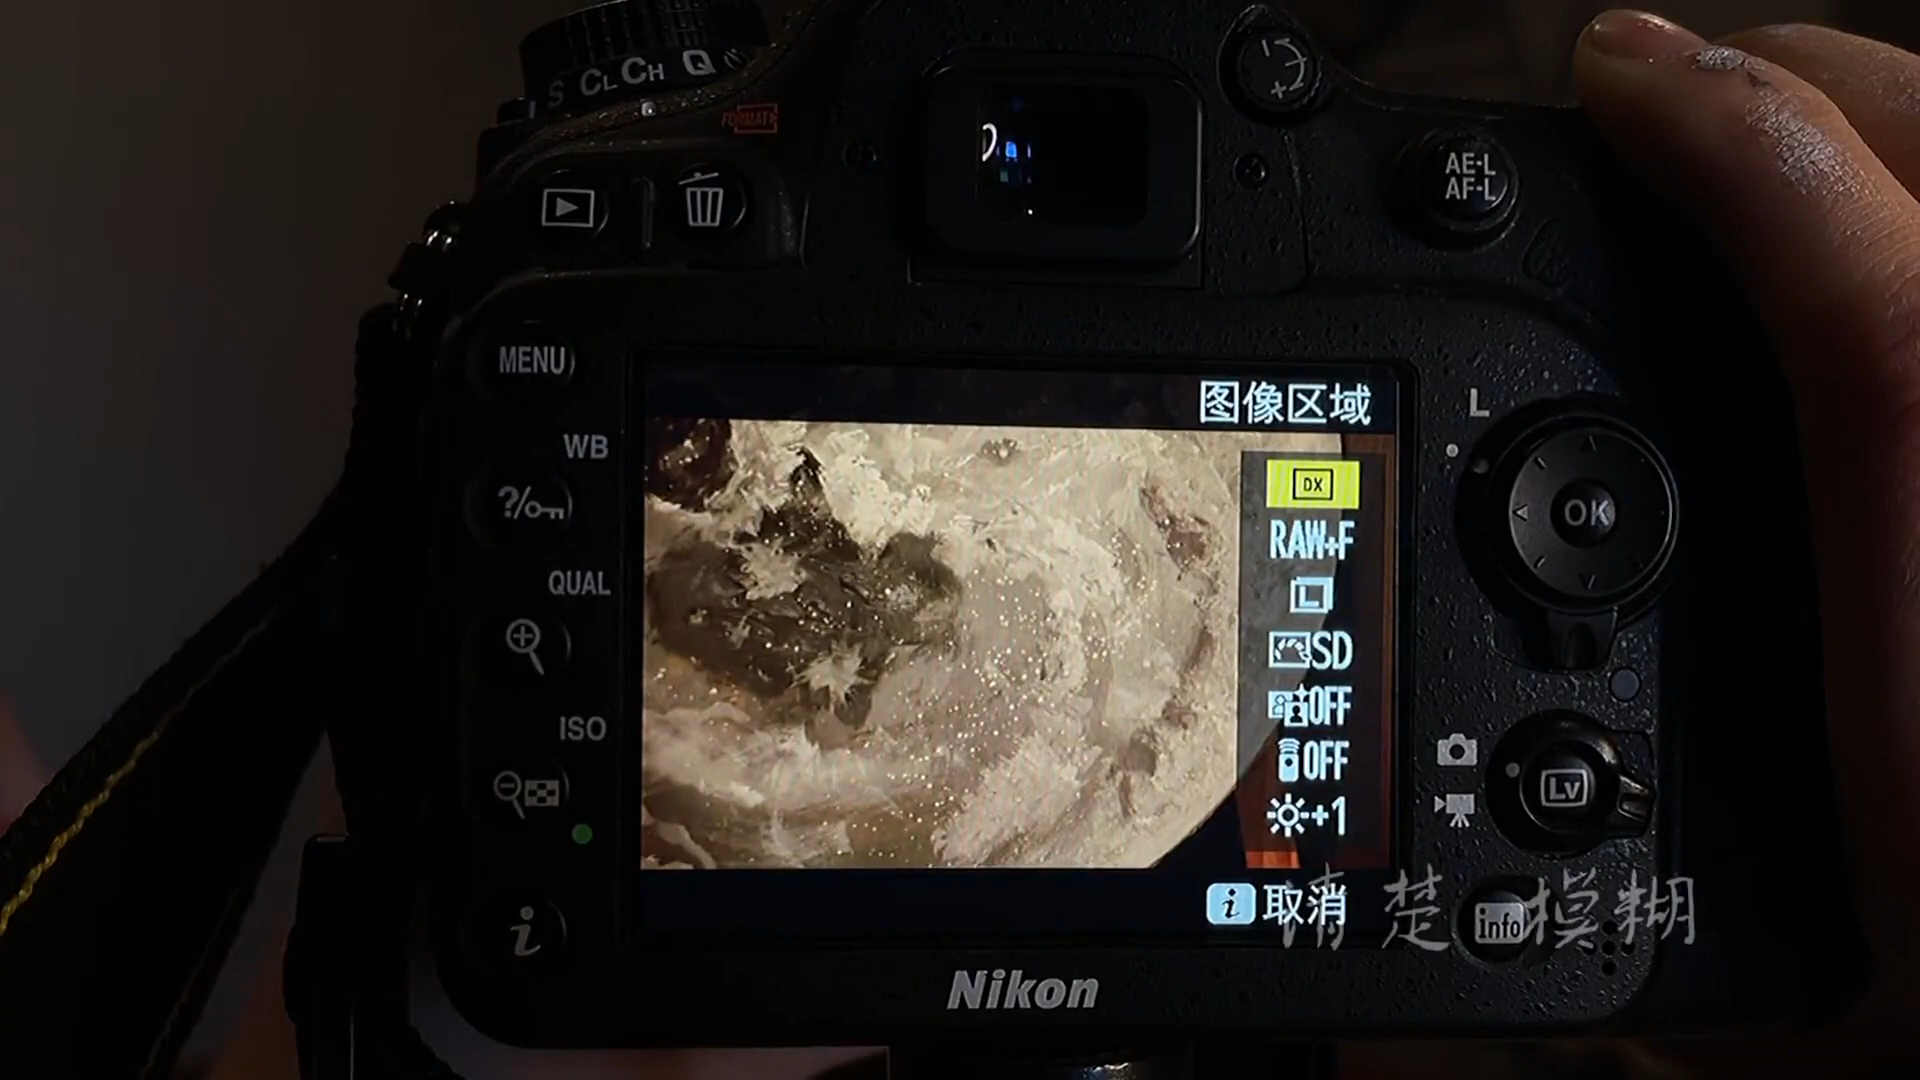 S CL CH Q
FORMAT
AE-L
AF-L
MENU
WB
?/
QUAL
ISO
i
图像区域
DX
RAW+F
L
SD
OFF
OFF
+1
i 取消
L
OK
Lv
info
清楚 模糊
Nikon